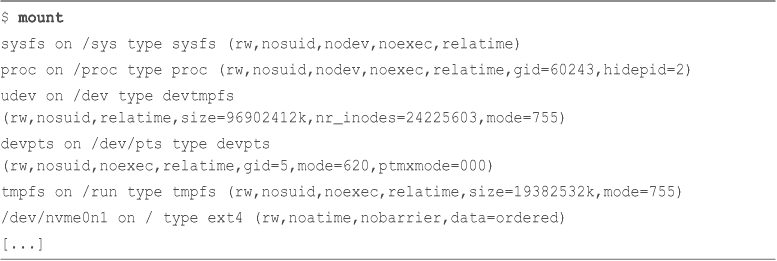 $ mount
sysfs on /sys type sysfs (rw,nosuid,nodev,noexec,relatime)
proc on /proc type proc (rw,nosuid,nodev,noexec,relatime,gid=60243,hidepid=2)
udev on /dev type devtmpfs
(rw,nosuid,relatime,size=96902412k,nr_inodes=24225603,mode=755)
devpts on /dev/pts type devpts
(rw,nosuid,noexec,relatime,gid=5,mode=620,ptmxmode=000)
tmpfs on /run type tmpfs (rw,nosuid,noexec,relatime,size=19382532k,mode=755)
/dev/nvme0n1 on / type ext4 (rw,noatime,nobarrier,data=ordered)
[...]